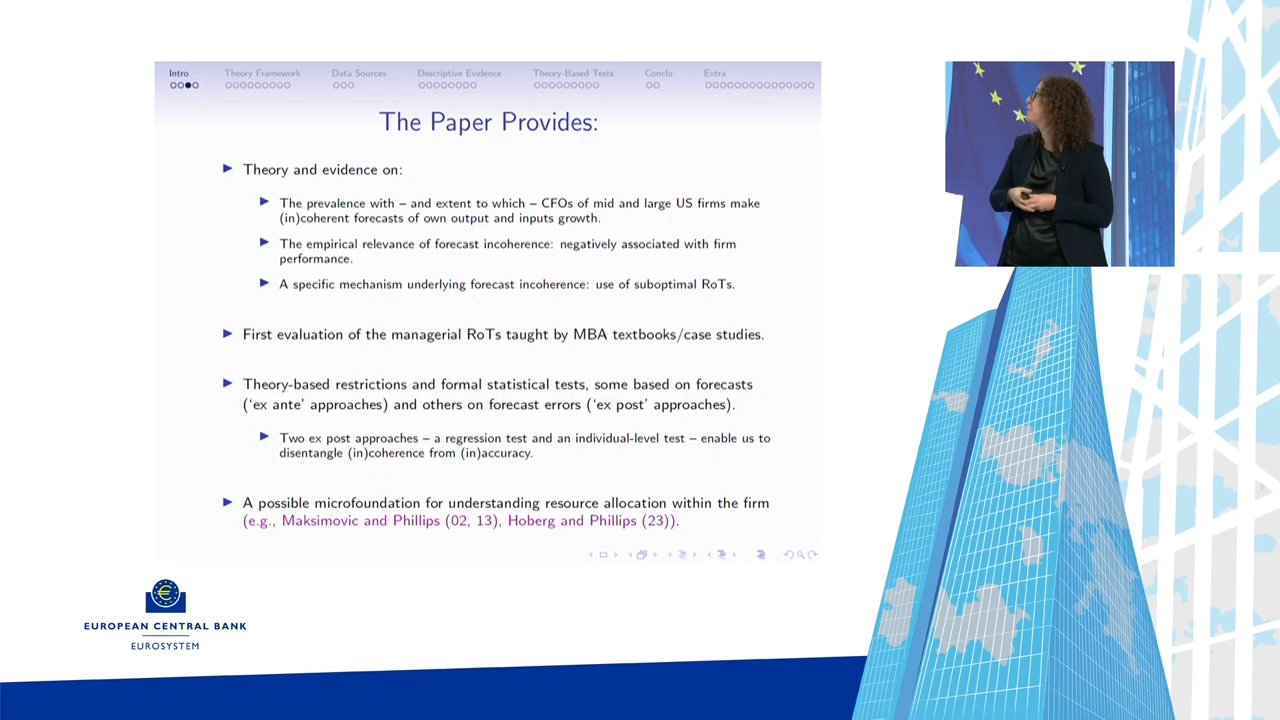 Intro Theory Framework Data Sources Descriptive Evidence Theory-Based Tests Conclu Extra
The Paper Provides:
Theory and evidence on:
The prevalence with – and extent to which – CFOs of mid and large US firms make
(in)coherent forecasts of own output and inputs growth.
The empirical relevance of forecast incoherence: negatively associated with firm
performance.
A specific mechanism underlying forecast incoherence: use of suboptimal RoTs.
First evaluation of the managerial RoTs taught by MBA textbooks/case studies.
Theory-based restrictions and formal statistical tests, some based on forecasts
(‘ex ante’ approaches) and others on forecast errors (‘ex post’ approaches).
Two ex post approaches – a regression test and an individual-level test – enable us to
disentangle (in)coherence from (in)accuracy.
A possible microfoundation for understanding resource allocation within the firm
(e.g., Maksimovic and Phillips (02, 13), Hoberg and Phillips (23)).
EUROPEAN CENTRAL BANK
EUROSYSTEM